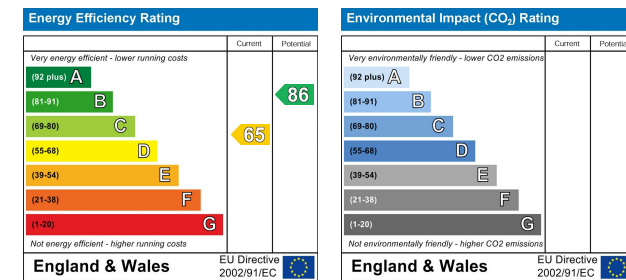 Energy Efficiency Rating
Current Potential
Very energy efficient - lower running costs
(92 plus) A
(81-91) B
86
(69-80) C
65
(55-68) D
(39-54) E
(21-38) F
(1-20) G
Not energy efficient - higher running costs
England & Wales
EU Directive
2002/91/EC
Environmental Impact (CO₂) Rating
Current Potential
Very environmentally friendly - lower CO2 emissions
(92 plus) A
(81-91) B
(69-80) C
(55-68) D
(39-54) E
(21-38) F
(1-20) G
Not environmentally friendly - higher CO2 emissions
England & Wales
EU Directive
2002/91/EC